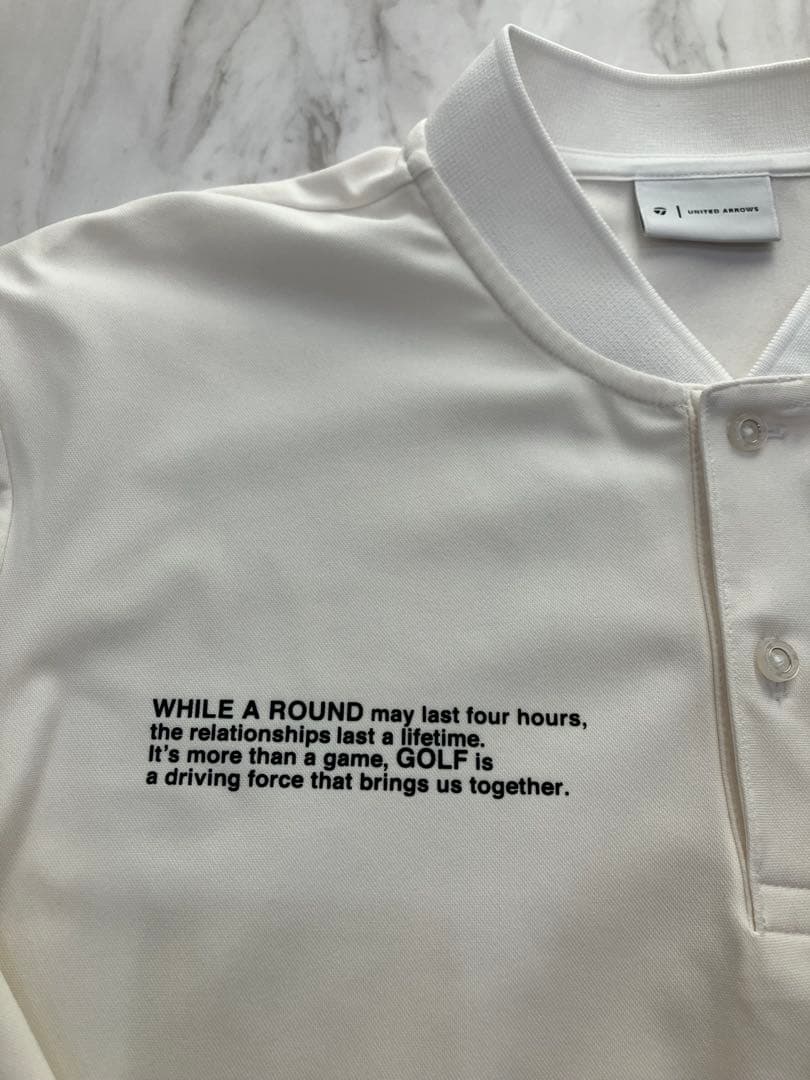 UNITED ARROWS
WHILE A ROUND may last four hours,
the relationships last a lifetime.
It's more than a game, GOLF is
a driving force that brings us together.